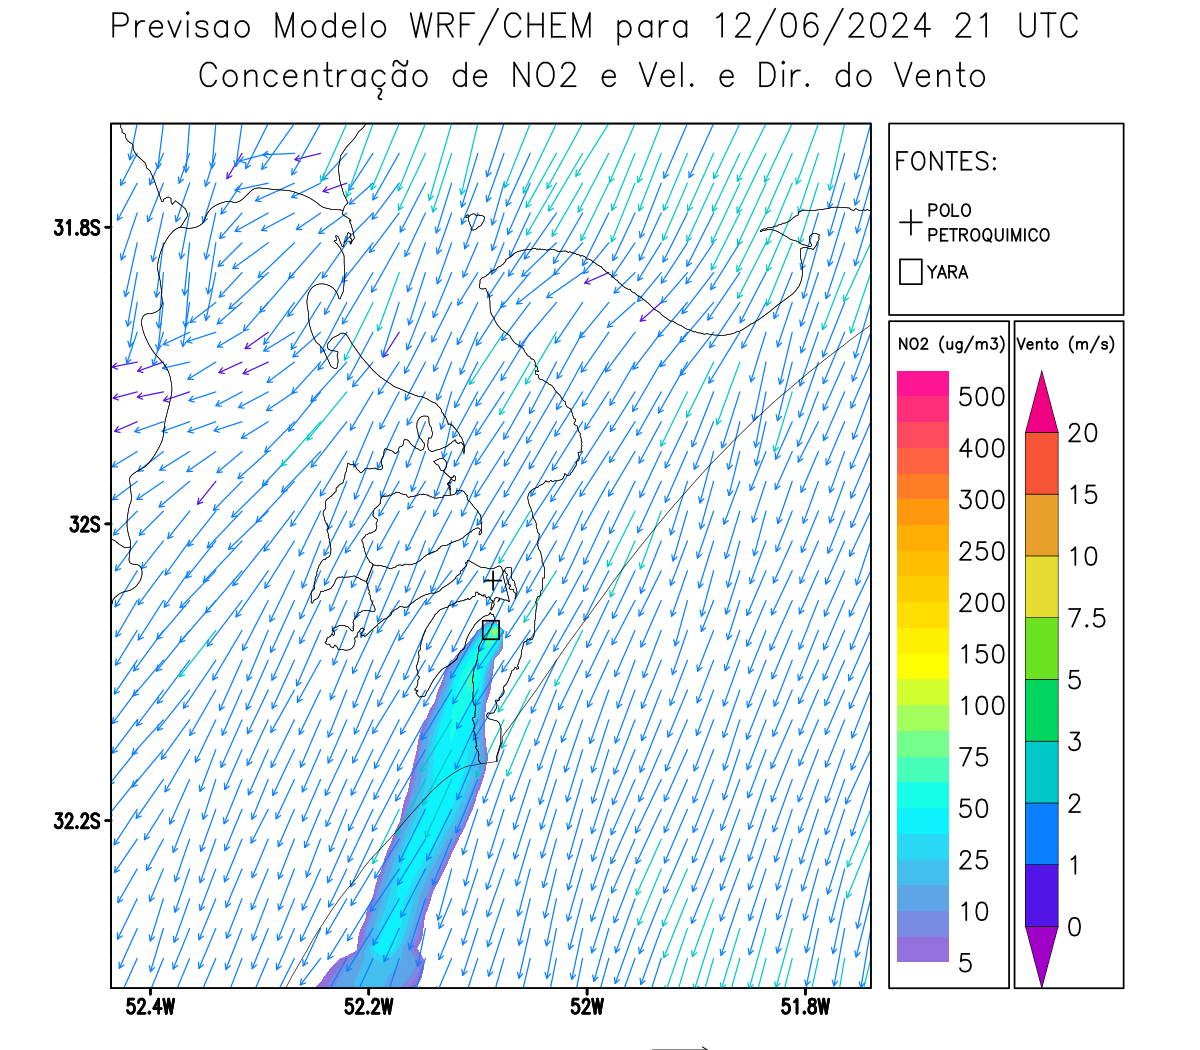 Previsao Modelo WRF/CHEM para 12/06/2024 21 UTC
Concentração de NO2 e Vel. e Dir. do Vento
FONTES:
POLO
PETROQUIMICO
YARA
NO2 (ug/m3)
500
400
300
250
200
150
100
75
50
25
10
5
Vento (m/s)
20
15
10
7.5
5
3
2
1
0
31.8S
32S
32.2S
52.4W
52.2W
52W
51.8W